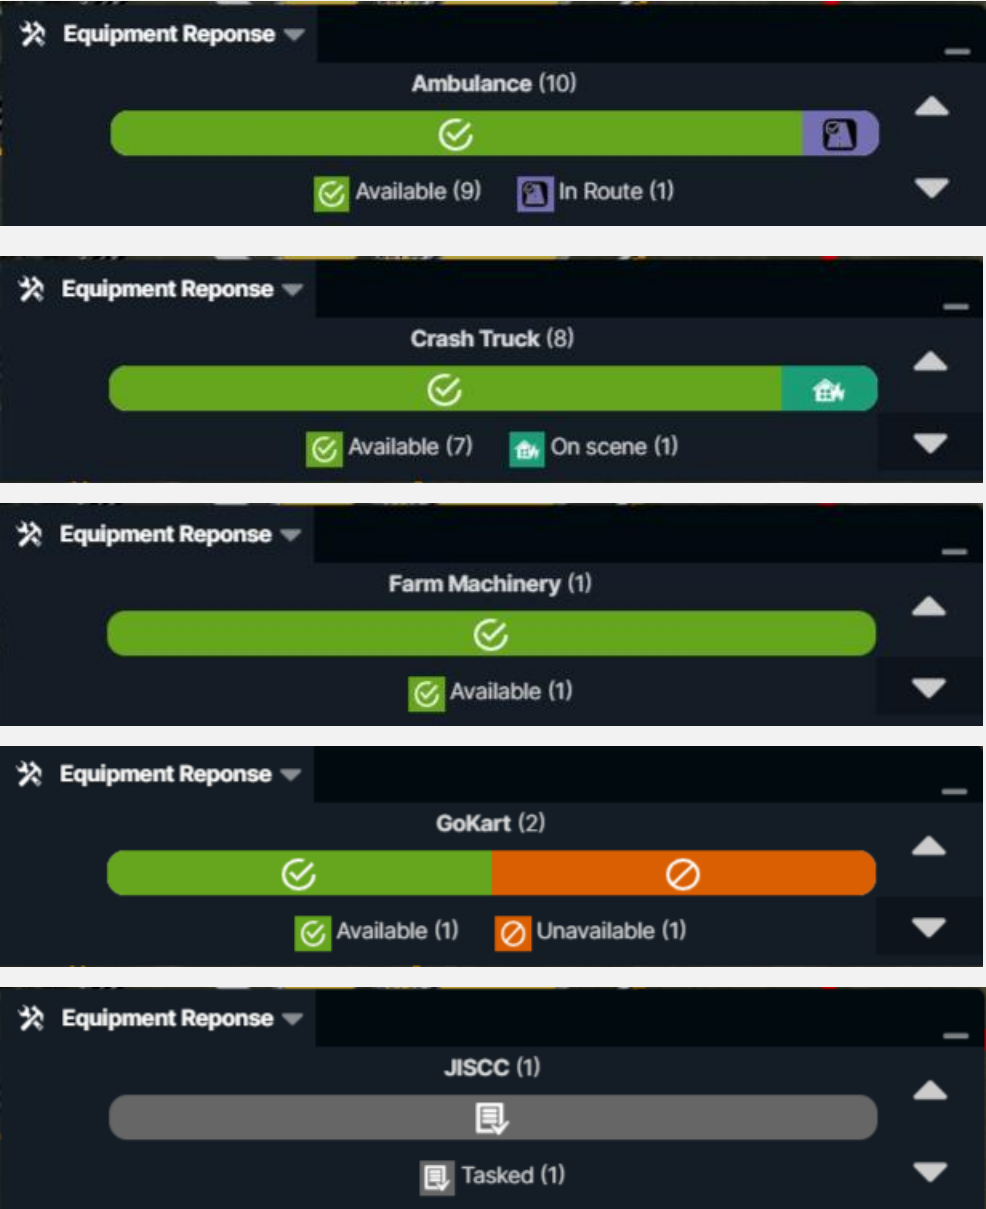 Equipment Reponse
Ambulance (10)
Available (9) In Route (1)
Equipment Reponse
Crash Truck (8)
Available (7) On scene (1)
Equipment Reponse
Farm Machinery (1)
Available (1)
Equipment Reponse
GoKart (2)
Available (1) Unavailable (1)
Equipment Reponse
JISCC (1)
Tasked (1)